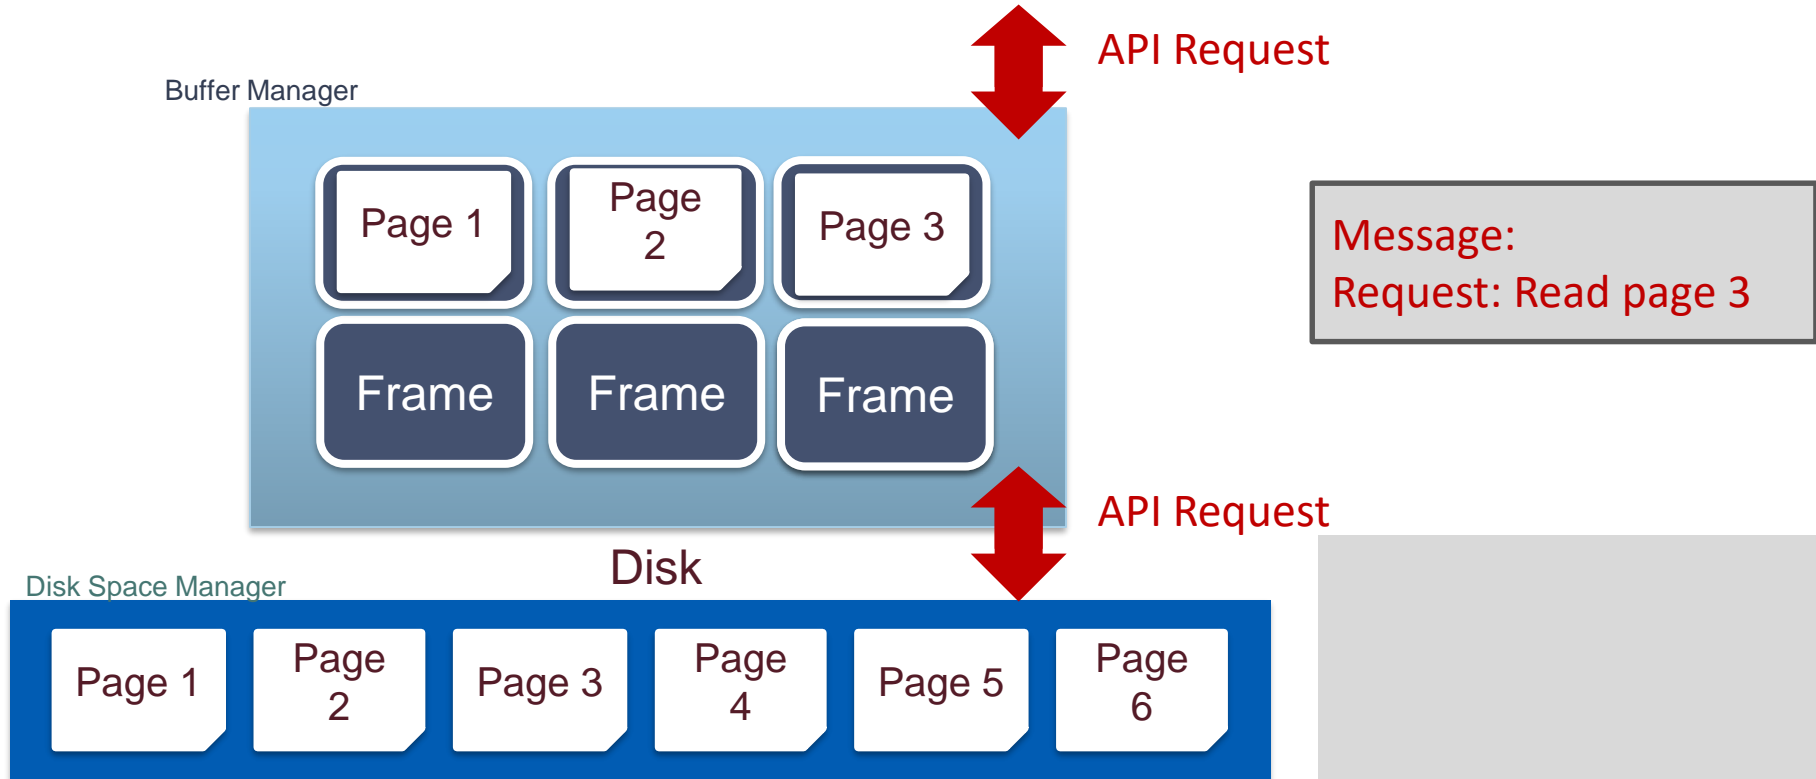 API Request
Buffer Manager
Page 1
Page
2
Page 3
Message:
Request: Read page 3
Frame
Frame
Frame
API Request
Disk
Disk Space Manager
Page 1
Page
2
Page 3
Page
4
Page 5
Page
6